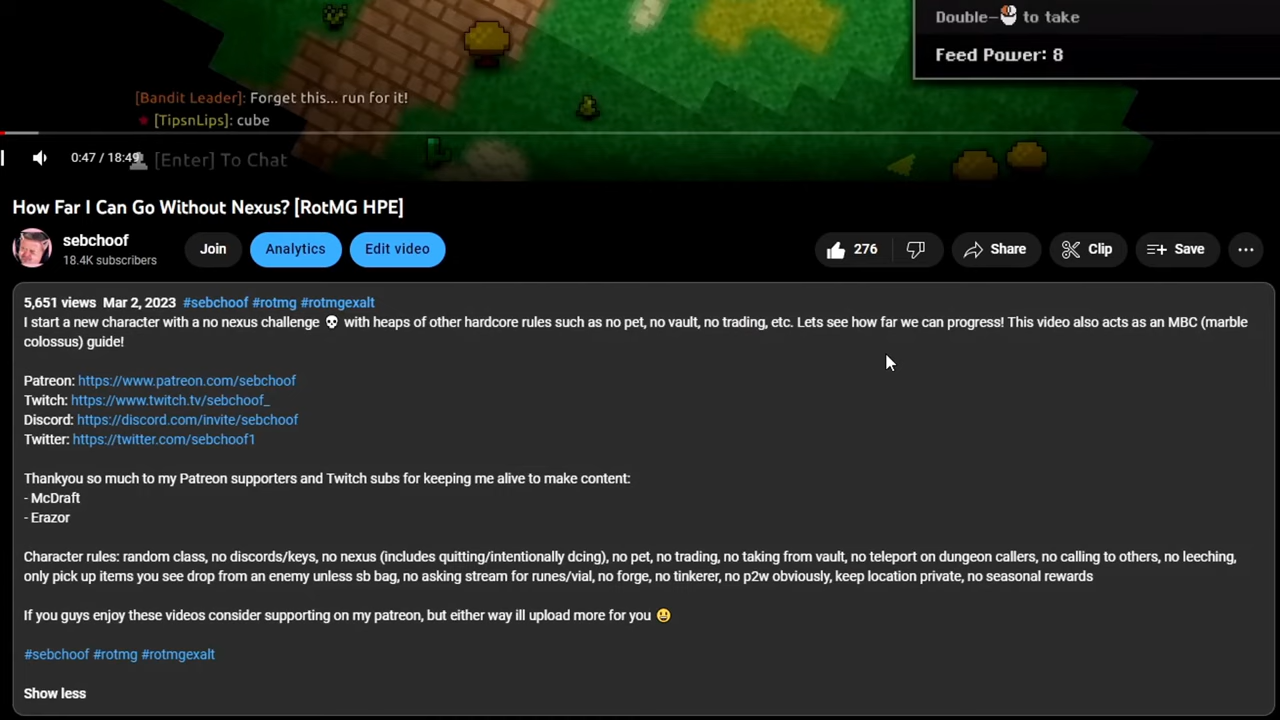 Double- to take
Feed Power: 8
[Bandit Leader]: Forget this... run for it!
[TipsnLips]: cube
0:47 / 18:49
[Enter] To Chat
How Far I Can Go Without Nexus? [RotMG HPE]
sebchoof
18.4K subscribers
Join
Analytics
Edit video
276
Share
Clip
Save
5,651 views Mar 2, 2023 #sebchoof #rotmg #rotmgexalt
I start a new character with a no nexus challenge 💀 with heaps of other hardcore rules such as no pet, no vault, no trading, etc. Lets see how far we can progress! This video also acts as an MBC (marble
colossus) guide!
Patreon: https://www.patreon.com/sebchoof
Twitch: https://www.twitch.tv/sebchoof_
Discord: https://discord.com/invite/sebchoof
Twitter: https://twitter.com/sebchoof1
Thankyou so much to my Patreon supporters and Twitch subs for keeping me alive to make content:
- McDraft
- Erazor
Character rules: random class, no discords/keys, no nexus (includes quitting/intentionally dcing), no pet, no trading, no taking from vault, no teleport on dungeon callers, no calling to others, no leeching,
only pick up items you see drop from an enemy unless sb bag, no asking stream for runes/vial, no forge, no tinkerer, no p2w obviously, keep location private, no seasonal rewards
If you guys enjoy these videos consider supporting on my patreon, but either way ill upload more for you 😀
#sebchoof #rotmg #rotmgexalt
Show less